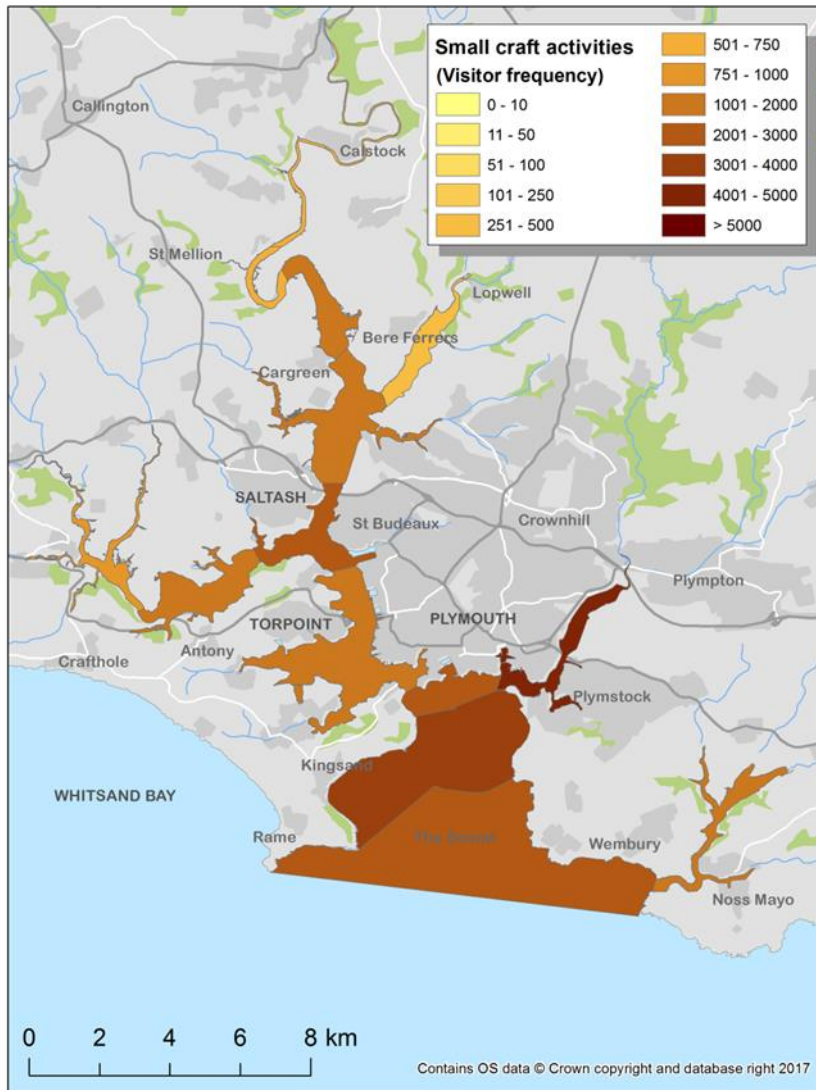 Small craft activities
(Visitor frequency)
0 - 10
11 - 50
51 - 100
101 - 250
251 - 500
501 - 750
751 - 1000
1001 - 2000
2001 - 3000
3001 - 4000
4001 - 5000
> 5000
Callington
Calstock
St Mellion
Lopwell
Bere Ferrers
Cargreen
SALTASH
St Budeaux
Crownhill
Plympton
TORPOINT
PLYMOUTH
Antony
Crafthole
Plymstock
Kingsand
WHITSAND BAY
Rame
The Sound
Wembury
Noss Mayo
0 2 4 6 8 km
Contains OS data © Crown copyright and database right 2017